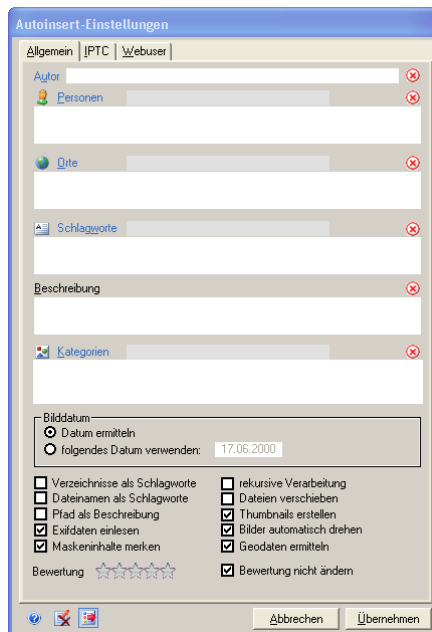 Autoinsert-Einstellungen
Allgemein IPTC Webuser
Autor
Personen
Orte
Schlagworte
Beschreibung
Kategorien
Bilddatum
Datum ermitteln
folgendes Datum verwenden: 17.06.2000
Verzeichnisse als Schlagworte rekursive Verarbeitung
Dateinamen als Schlagworte Dateien verschieben
Pfad als Beschreibung Thumbnails erstellen
Exifdaten einlesen Bilder automatisch drehen
Maskeninhalte merken Geodaten ermitteln
Bewertung Bewertung nicht ändern
Abbrechen Übernehmen